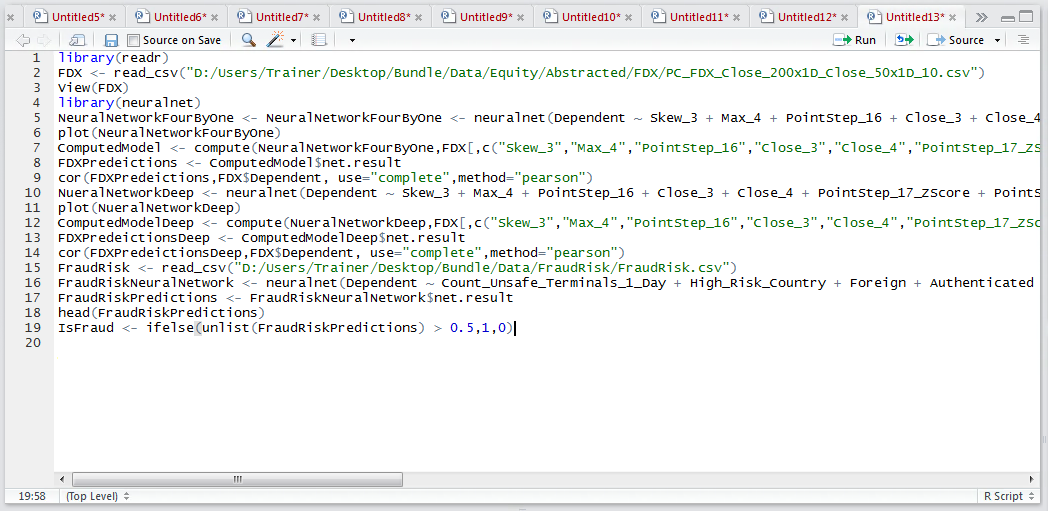 Untitled5* Untitled6* Untitled7* Untitled8* Untitled9* Untitled10* Untitled11* Untitled12* Untitled13*
Source on Save Run Source
1 library(readr)
2 FDX <- read_csv("D:/Users/Trainer/Desktop/Bundle/Data/Equity/Abstracted/FDX/PC_FDX_Close_200x1D_Close_50x1D_10.csv")
3 View(FDX)
4 library(neuralnet)
5 NeuralNetworkFourByOne <- NeuralNetworkFourByOne <- neuralnet(Dependent ~ Skew_3 + Max_4 + PointStep_16 + Close_3 + Close_4
6 plot(NeuralNetworkFourByOne)
7 ComputedModel <- compute(NeuralNetworkFourByOne,FDX[,c("Skew_3","Max_4","PointStep_16","Close_3","Close_4","PointStep_17_ZS
8 FDXPredeictions <- ComputedModel$net.result
9 cor(FDXPredeictions,FDX$Dependent, use="complete",method="pearson")
10 NueralNetworkDeep <- neuralnet(Dependent ~ Skew_3 + Max_4 + PointStep_16 + Close_3 + Close_4 + PointStep_17_ZScore + PointS
11 plot(NueralNetworkDeep)
12 ComputedModelDeep <- compute(NueralNetworkDeep,FDX[,c("Skew_3","Max_4","PointStep_16","Close_3","Close_4","PointStep_17_ZSc
13 FDXPredeictionsDeep <- ComputedModelDeep$net.result
14 cor(FDXPredeictionsDeep,FDX$Dependent, use="complete",method="pearson")
15 FraudRisk <- read_csv("D:/Users/Trainer/Desktop/Bundle/Data/FraudRisk/FraudRisk.csv")
16 FraudRiskNeuralNetwork <- neuralnet(Dependent ~ Count_Unsafe_Terminals_1_Day + High_Risk_Country + Foreign + Authenticated
17 FraudRiskPredictions <- FraudRiskNeuralNetwork$net.result
18 head(FraudRiskPredictions)
19 IsFraud <- ifelse(unlist(FraudRiskPredictions) > 0.5,1,0)
20
19:58 (Top Level) R Script